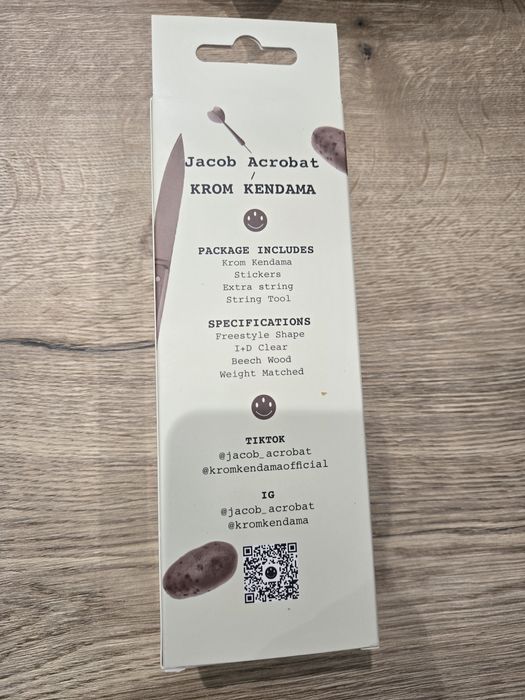 Jacob Acrobat
/
KROM KENDAMA
PACKAGE INCLUDES
Krom Kendama
Stickers
Extra string
String Tool
SPECIFICATIONS
Freestyle Shape
I+D Clear
Beech Wood
Weight Matched
TIKTOK
@jacob_acrobat
@kromkendamaofficial
IG
@jacob_acrobat
@kromkendama